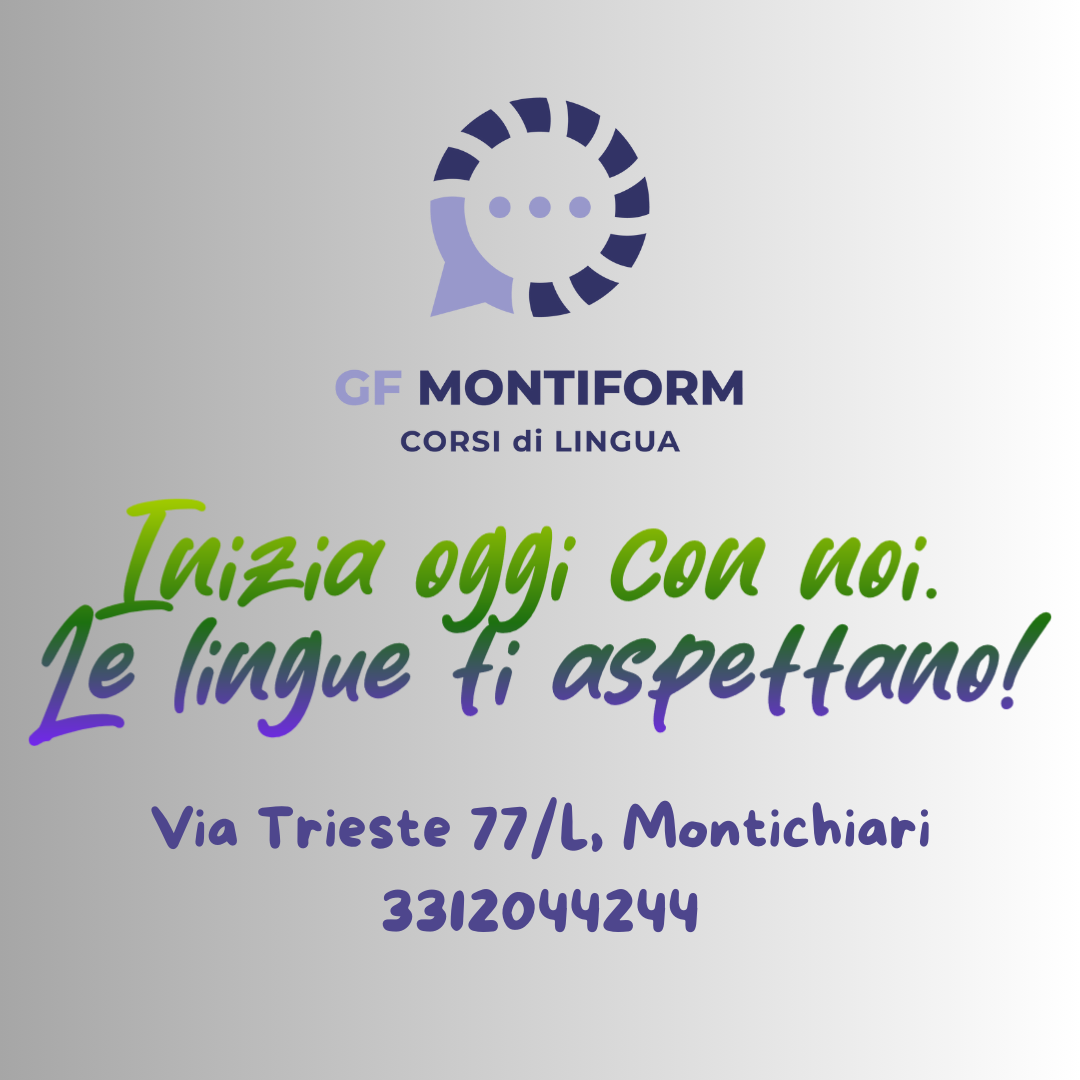 GF MONTIFORM
CORSI di LINGUA
Inizia oggi con noi.
Le lingue ti aspettano!
Via Trieste 77/L, Montichiari
3312044244